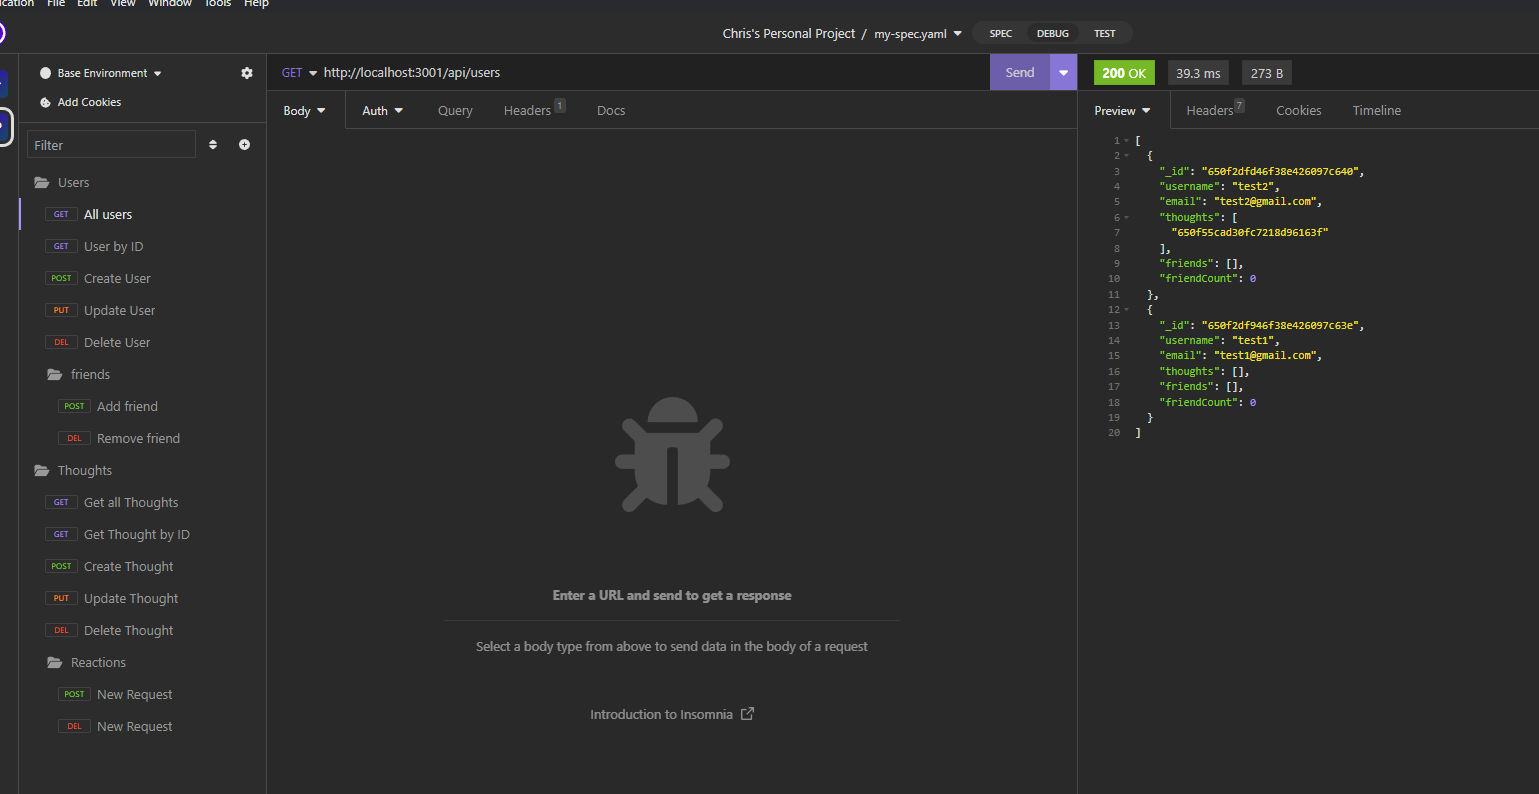 ication File Edit View Window Tools Help
Chris's Personal Project / my-spec.yaml SPEC DEBUG TEST
Base Environment
Add Cookies
Filter
Users
GET All users
GET User by ID
POST Create User
PUT Update User
DEL Delete User
friends
POST Add friend
DEL Remove friend
Thoughts
GET Get all Thoughts
GET Get Thought by ID
POST Create Thought
PUT Update Thought
DEL Delete Thought
Reactions
POST New Request
DEL New Request
GET http://localhost:3001/api/users Send
Body Auth Query Headers 1 Docs
Enter a URL and send to get a response
Select a body type from above to send data in the body of a request
Introduction to Insomnia
200 OK 39.3 ms 273 B
Preview Headers 7 Cookies Timeline
1 [
2 {
3 "_id": "650f2dfd46f38e426097c640",
4 "username": "test2",
5 "email": "test2@gmail.com",
6 "thoughts": [
7 "650f55cad30fc7218d96163f"
8 ],
9 "friends": [],
10 "friendCount": 0
11 },
12 {
13 "_id": "650f2df946f38e426097c63e",
14 "username": "test1",
15 "email": "test1@gmail.com",
16 "thoughts": [],
17 "friends": [],
18 "friendCount": 0
19 }
20 ]